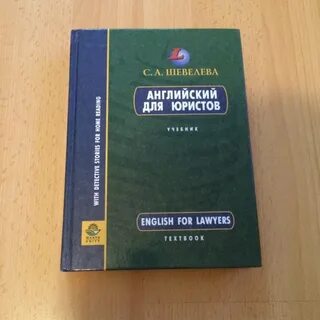 С. А. ШЕВЕЛЕВА
АНГЛИЙСКИЙ
ДЛЯ ЮРИСТОВ
УЧЕБНИК
ENGLISH FOR LAWYERS
TEXTBOOK
WITH DETECTIVE STORIES FOR HOME READING